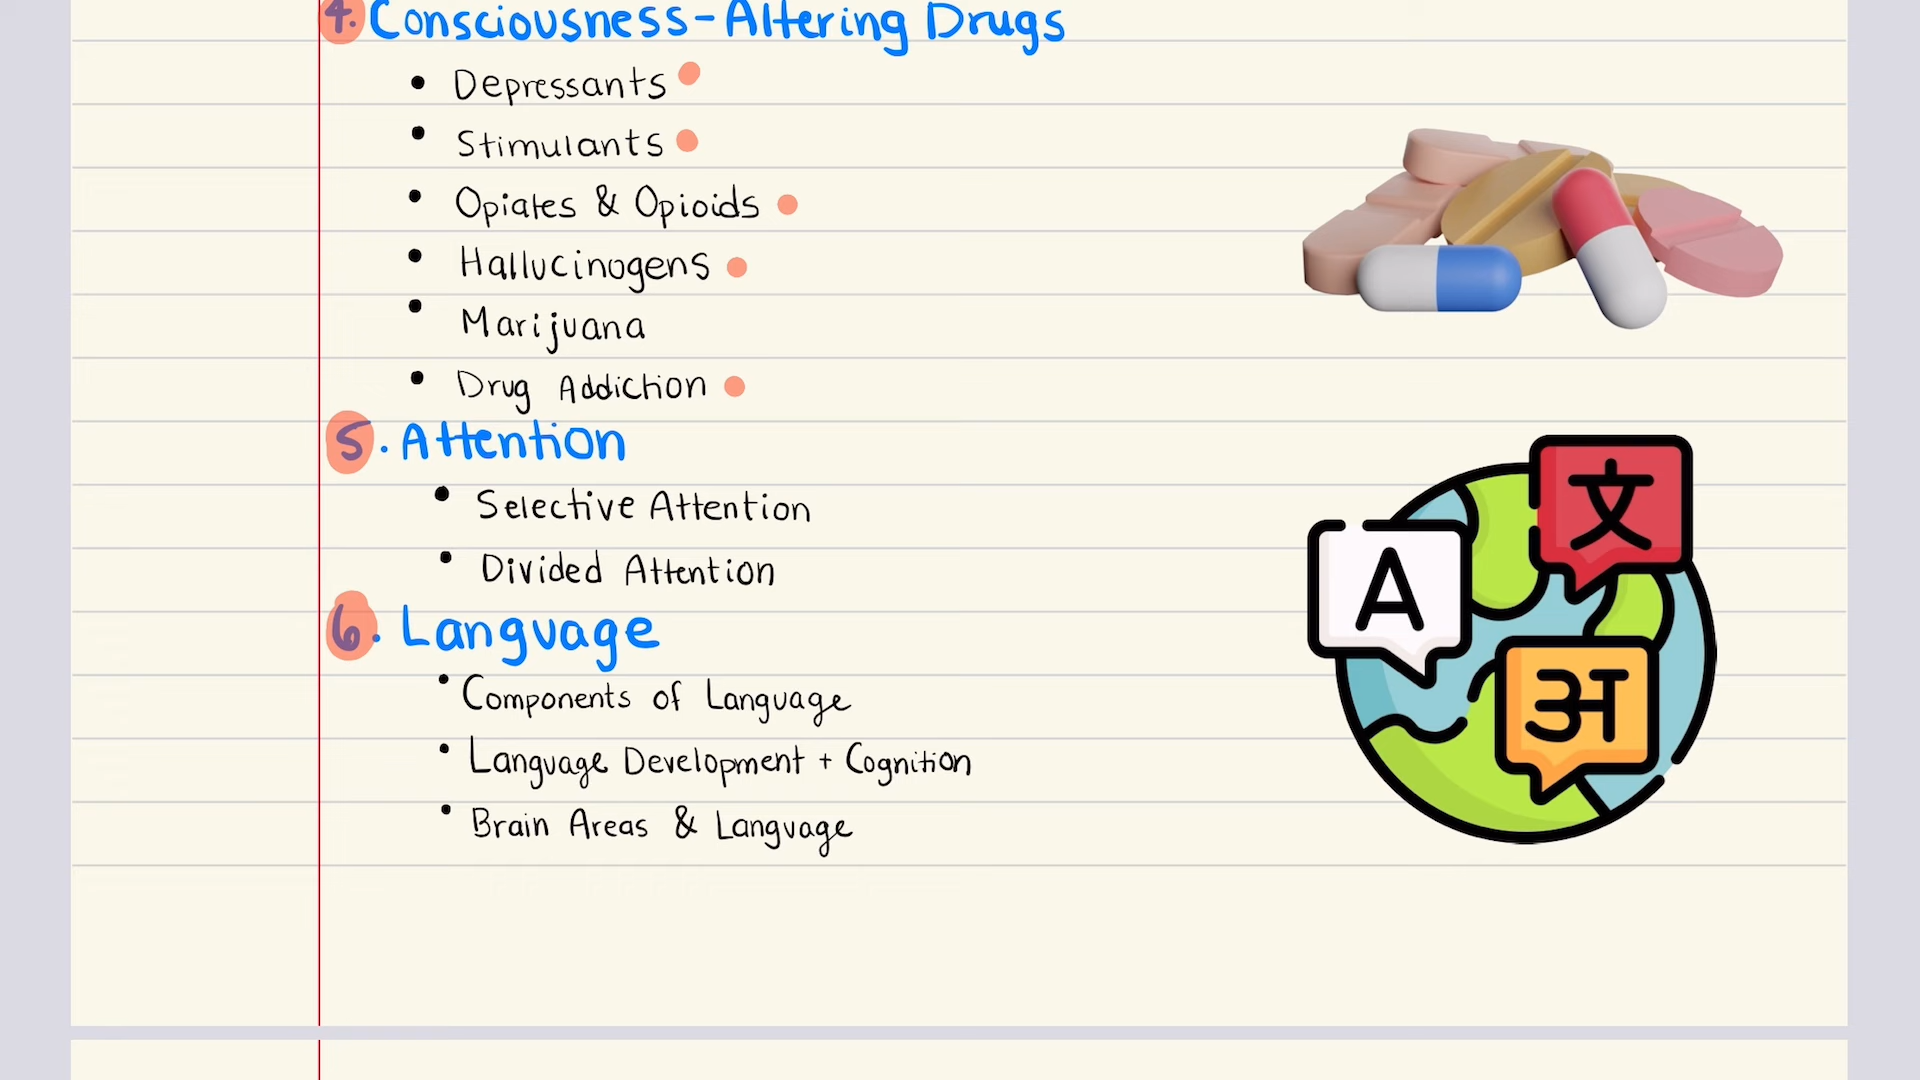 4. Consciousness-Altering Drugs
• Depressants
• Stimulants
• Opiates & Opioids
• Hallucinogens
• Marijuana
• Drug Addiction
5. Attention
• Selective Attention
• Divided Attention
6. Language
• Components of Language
• Language Development + Cognition
• Brain Areas & Language
文
A
अ